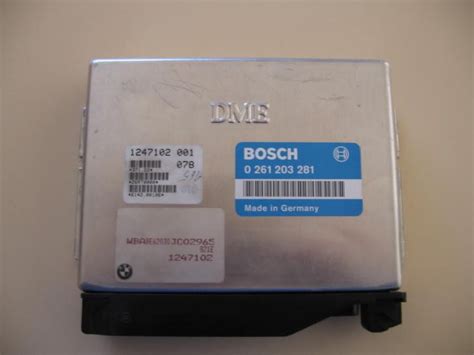 DME
1247102 001
078
BOSCH
0 261 203 281
Made in Germany
1247102